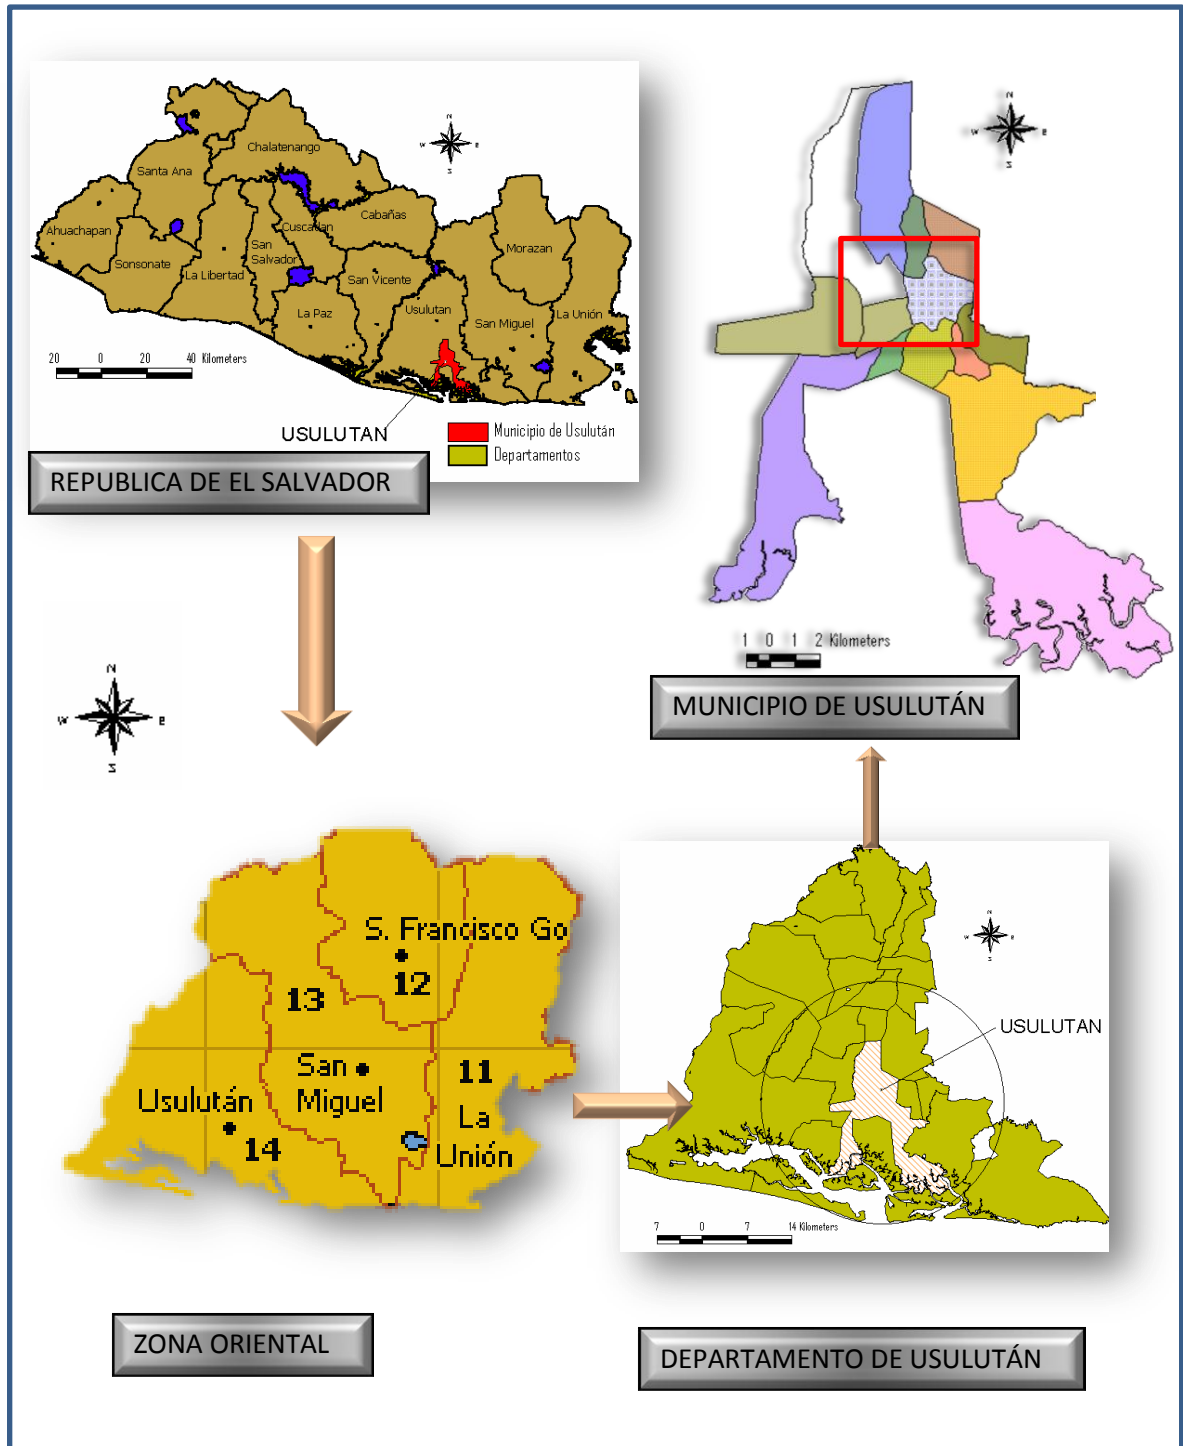 N
W E
S
Chalatenango
Santa Ana
Cabañas
Ahuachapan
Cuscatlan
Morazan
San
Salvador
Sonsonate
La Libertad
San Vicente
La Paz
Usulutan
San Miguel
La Unión
20 0 20 40 Kilometers
USULUTAN
Municipio de Usulután
Departamentos
REPUBLICA DE EL SALVADOR
N
W E
S
1 0 1 2 Kilometers
MUNICIPIO DE USULUTÁN
N
W E
S
S. Francisco Go
12
13
San
Miguel
11
La
Unión
Usulután
14
ZONA ORIENTAL
N
W E
S
USULUTAN
7 0 7 14 Kilometers
DEPARTAMENTO DE USULUTÁN